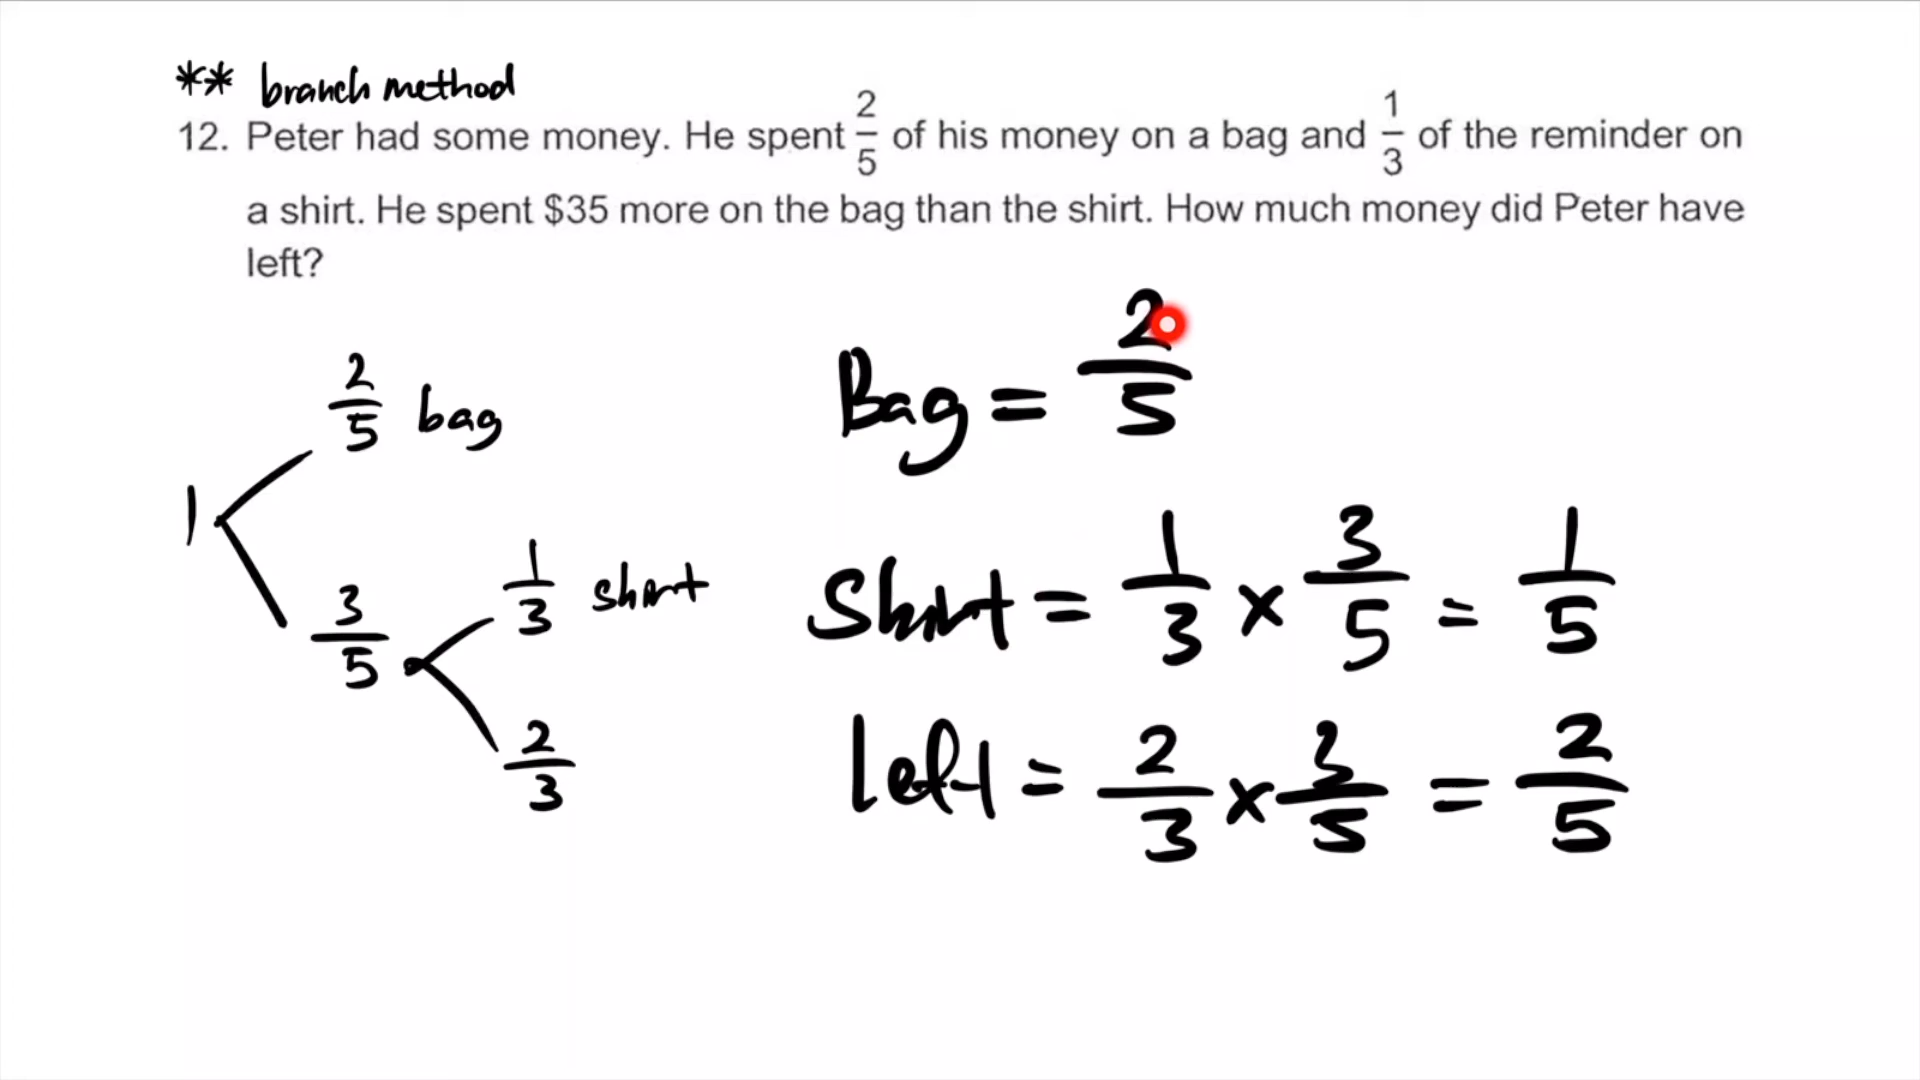 ** branch method
12. Peter had some money. He spent 2/5 of his money on a bag and 1/3 of the reminder on
a shirt. He spent $35 more on the bag than the shirt. How much money did Peter have
left?
2/5 bag
1
3/5
1/3 shirt
2/3
Bag = 2/5
Shirt = 1/3 x 3/5 = 1/5
left = 2/3 x 3/5 = 2/5